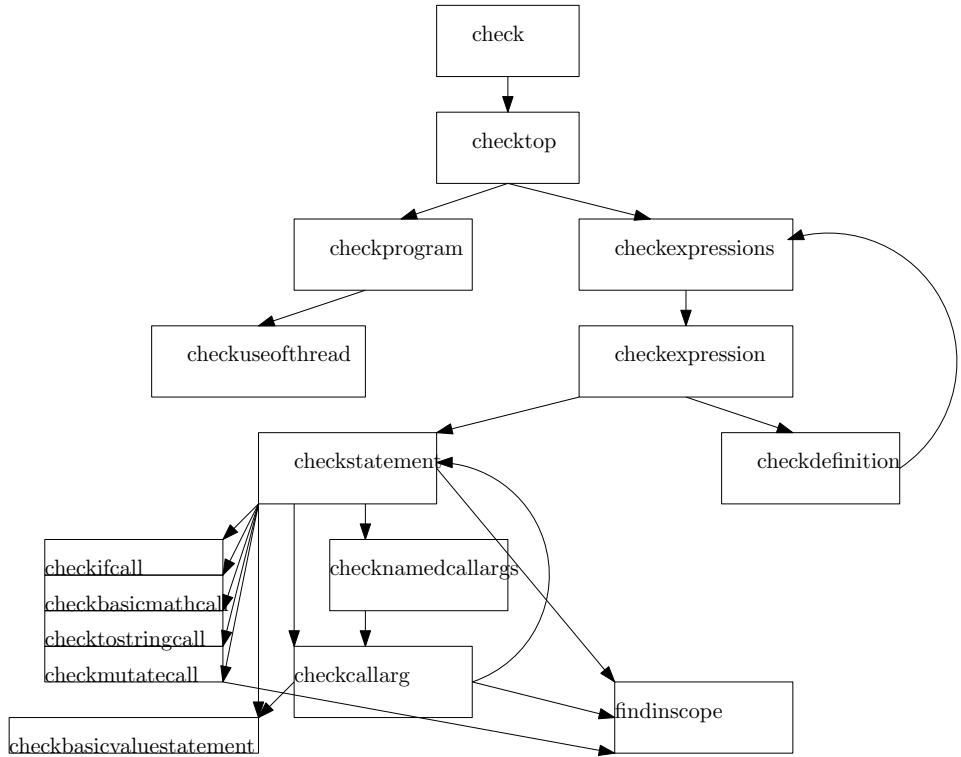 check
checktop
checkprogram
checkexpressions
checkuseofthread
checkexpression
checkstatement
checkdefinition
checkifcall
checknamedcallargs
checkbasicmathcall
checktostringcall
checkmutatecall
checkcallarg
findinscope
checkbasicvaluestatement